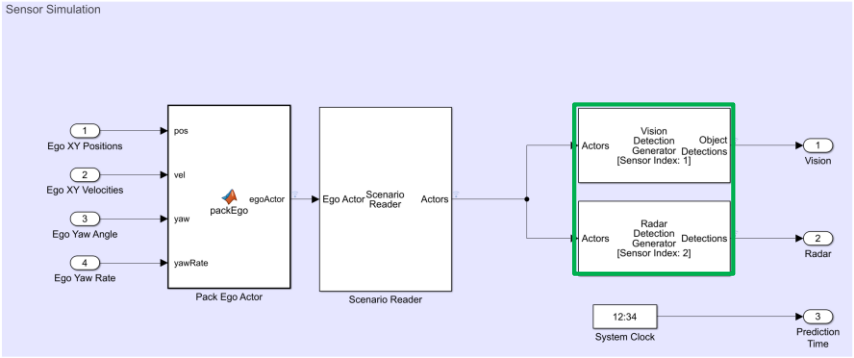 Sensor Simulation
1
Ego XY Positions
2
Ego XY Velocities
3
Ego Yaw Angle
4
Ego Yaw Rate
pos
vel
yaw
yawRate
packEgo
egoActor
Pack Ego Actor
Ego Actor
Scenario
Reader
Actors
Scenario Reader
Actors
Vision
Detection
Generator
[Sensor Index: 1]
Object
Detections
1
Vision
Actors
Radar
Detection
Generator
[Sensor Index: 2]
Detections
2
Radar
12:34
System Clock
3
Prediction
Time